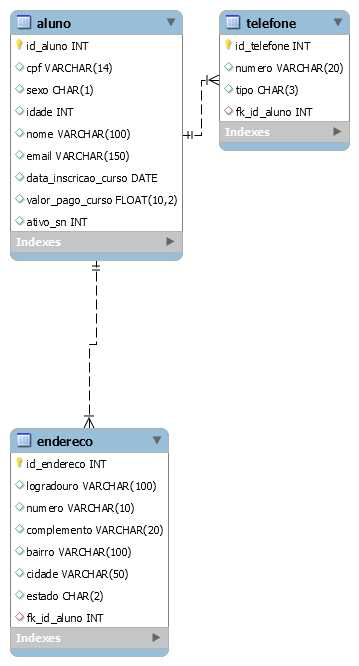 aluno
id_aluno INT
cpf VARCHAR(14)
sexo CHAR(1)
idade INT
nome VARCHAR(100)
email VARCHAR(150)
data_inscricao_curso DATE
valor_pago_curso FLOAT(10,2)
ativo_sn INT
Indexes
telefone
id_telefone INT
numero VARCHAR(20)
tipo CHAR(3)
fk_id_aluno INT
Indexes
endereco
id_endereco INT
logradouro VARCHAR(100)
numero VARCHAR(10)
complemento VARCHAR(20)
bairro VARCHAR(100)
cidade VARCHAR(50)
estado CHAR(2)
fk_id_aluno INT
Indexes